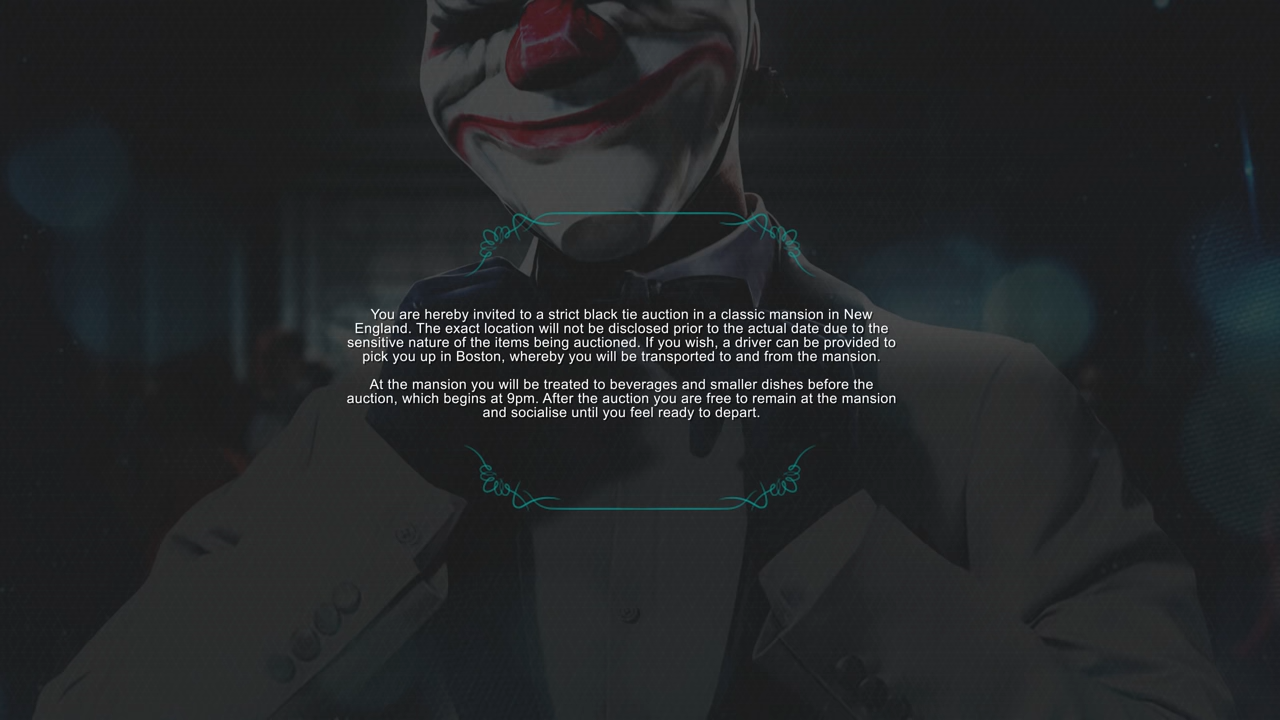 You are hereby invited to a strict black tie auction in a classic mansion in New
England. The exact location will not be disclosed prior to the actual date due to the
sensitive nature of the items being auctioned. If you wish, a driver can be provided to
pick you up in Boston, whereby you will be transported to and from the mansion.
At the mansion you will be treated to beverages and smaller dishes before the
auction, which begins at 9pm. After the auction you are free to remain at the mansion
and socialise until you feel ready to depart.